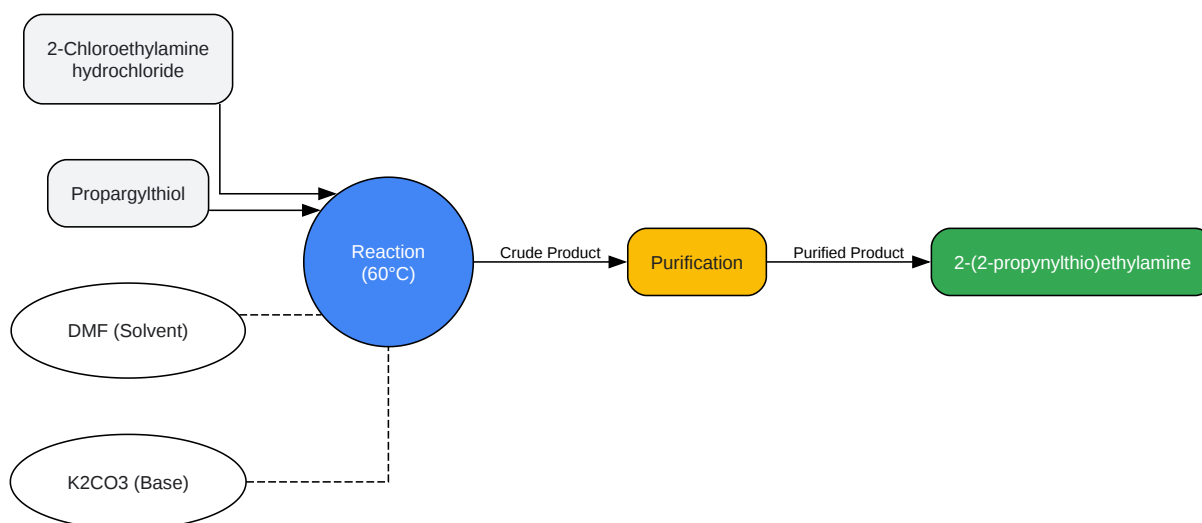 2-Chloroethylamine
hydrochloride
Propargylthiol
Reaction
(60°C)
Crude Product
Purification
Purified Product
2-(2-propynylthio)ethylamine
DMF (Solvent)
K2CO3 (Base)